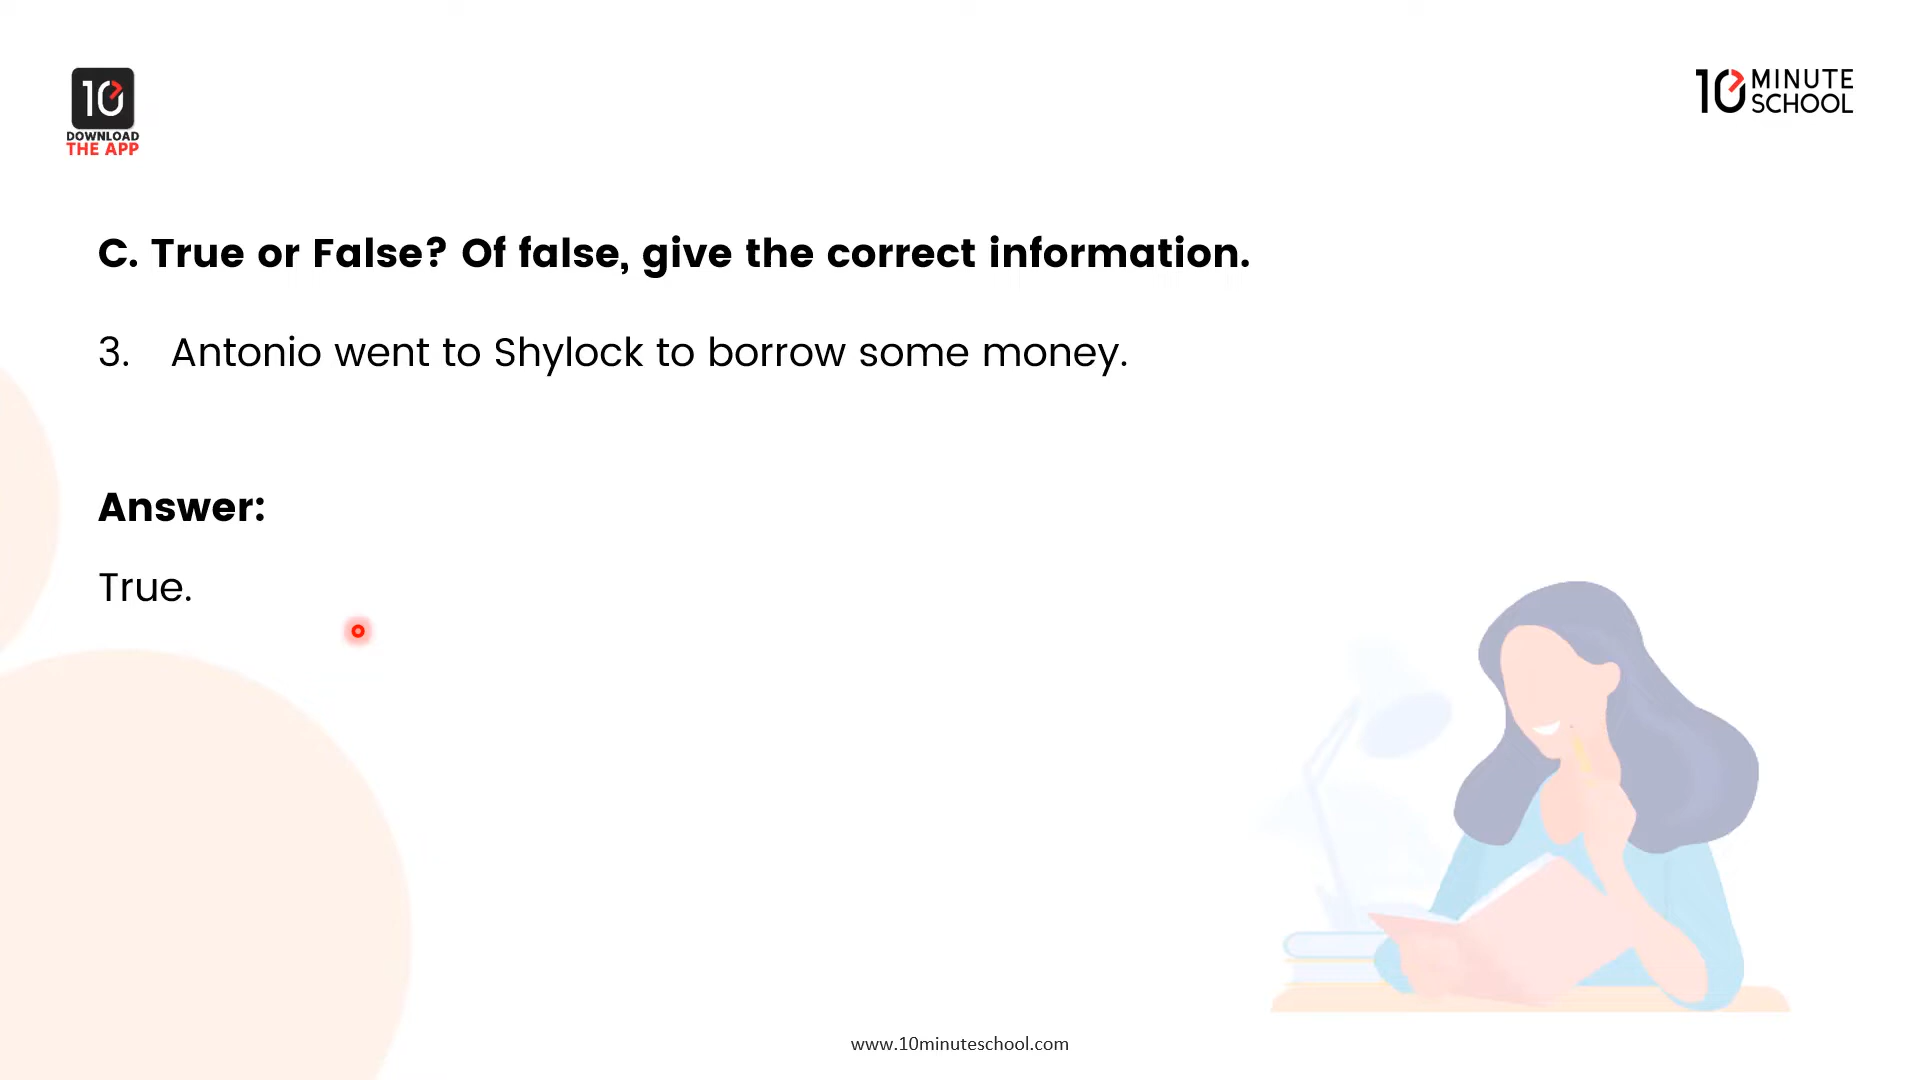 10
DOWNLOAD
THE APP
10 MINUTE
SCHOOL
C. True or False? Of false, give the correct information.
3. Antonio went to Shylock to borrow some money.
Answer:
True.
www.10minuteschool.com